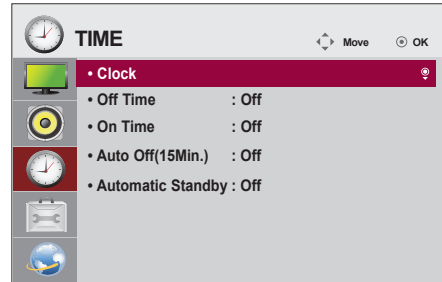 TIME
Move
OK
• Clock
• Off Time : Off
• On Time : Off
• Auto Off(15Min.) : Off
• Automatic Standby : Off